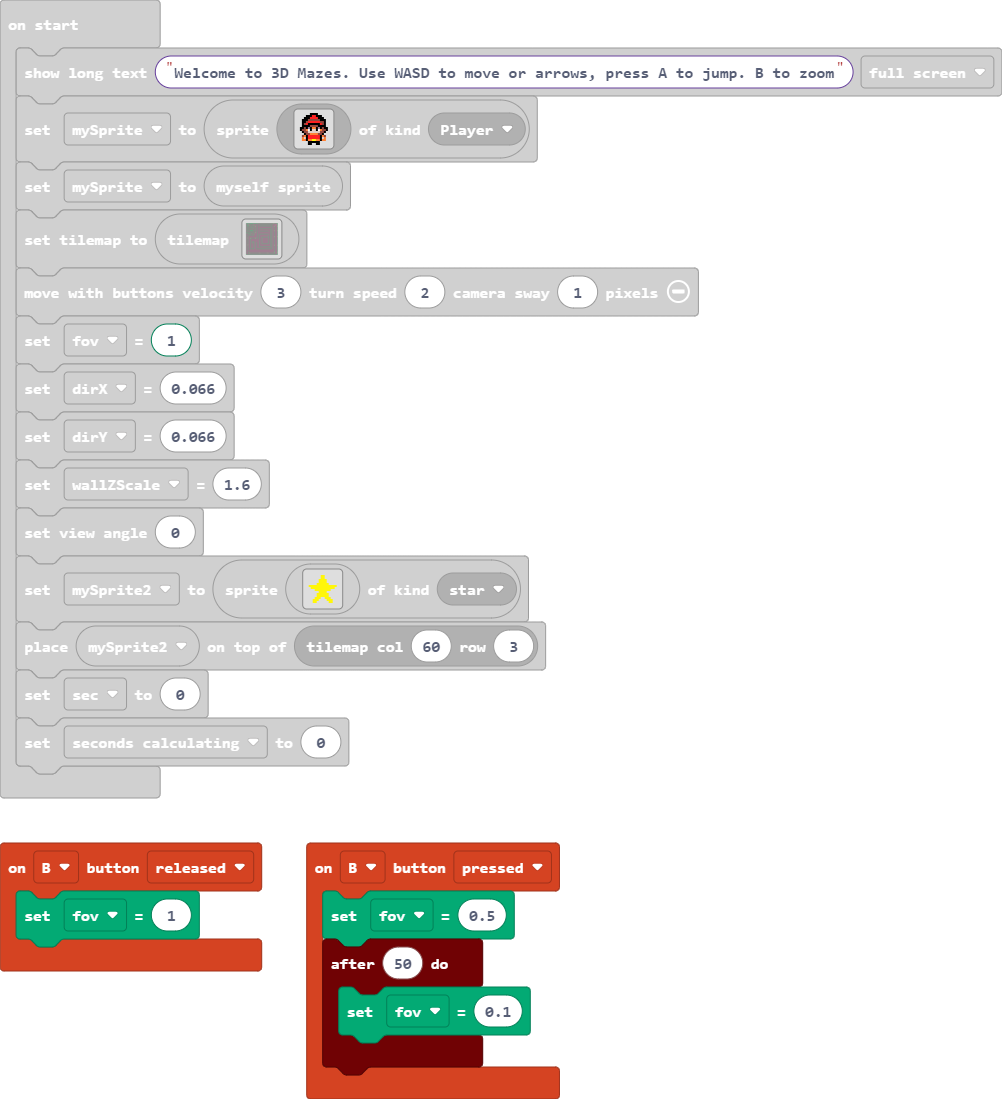 on start
show long text "Welcome to 3D Mazes. Use WASD to move or arrows, press A to jump. B to zoom" full screen
set mySprite to sprite of kind Player
set mySprite to myself sprite
set tilemap to tilemap
move with buttons velocity 3 turn speed 2 camera sway 1 pixels
set fov = 1
set dirX = 0.066
set dirY = 0.066
set wallZScale = 1.6
set view angle 0
set mySprite2 to sprite of kind star
place mySprite2 on top of tilemap col 60 row 3
set sec to 0
set seconds calculating to 0
on B button released
set fov = 1
on B button pressed
set fov = 0.5
after 50 do
set fov = 0.1